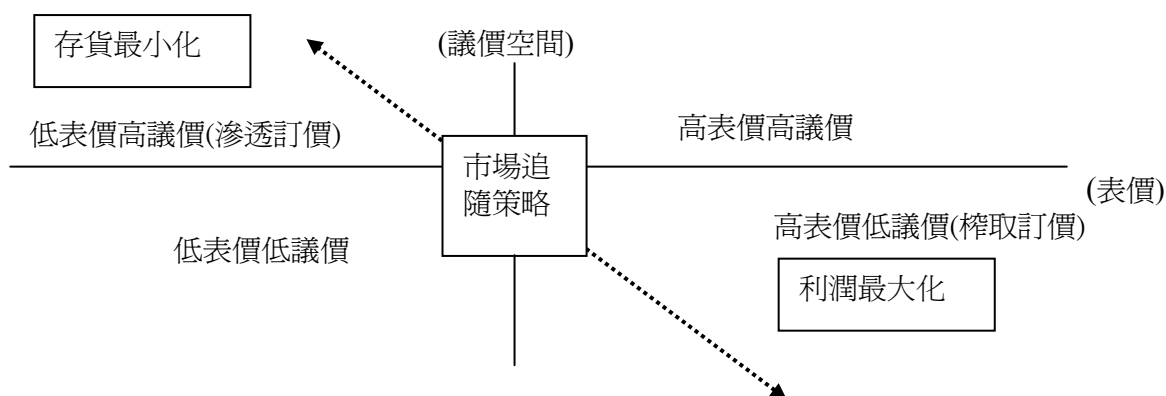 存貨最小化
(議價空間)
低表價高議價(滲透訂價)
高表價高議價
市場追
隨策略
(表價)
低表價低議價
高表價低議價(榨取訂價)
利潤最大化